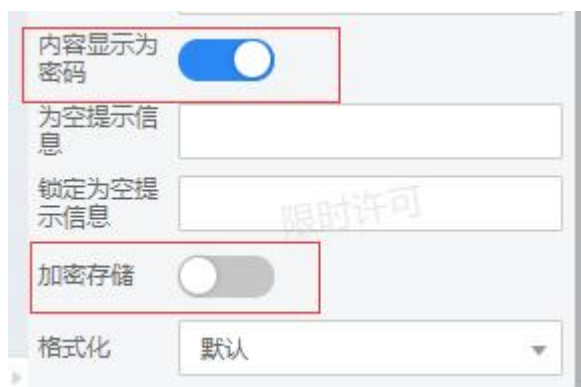 内容显示为
密码
为空提示信
息
锁定为空提
示信息
限时许可
加密存储
格式化
默认